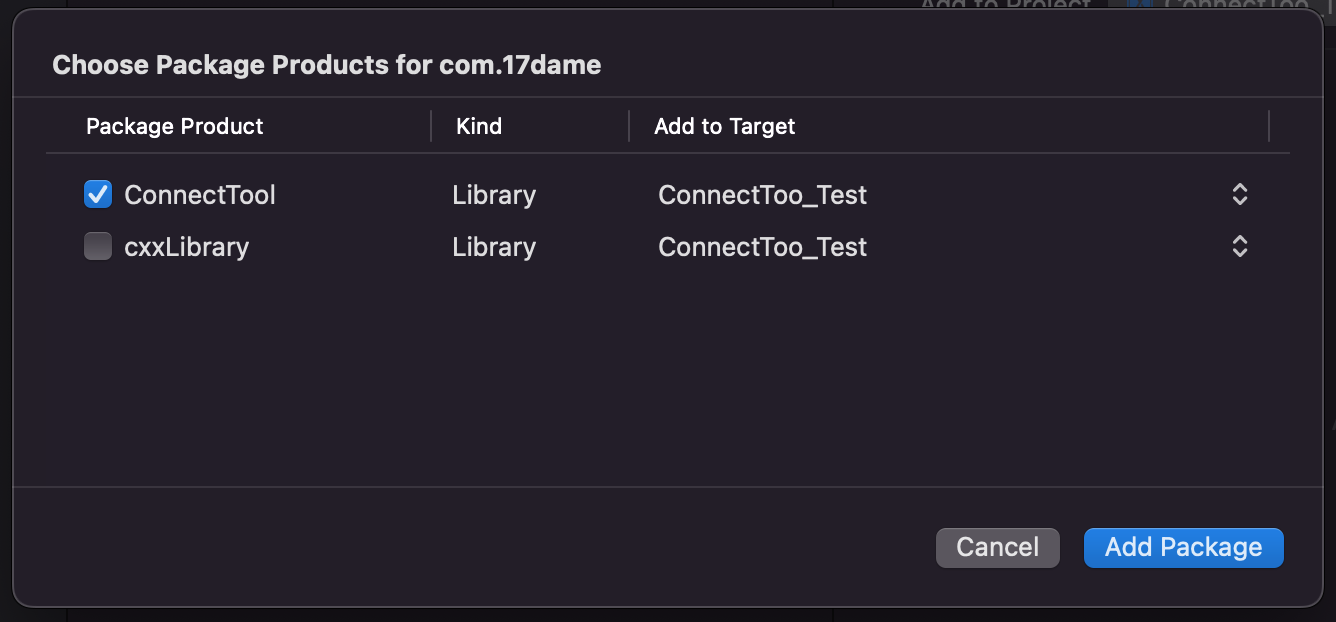 Add to Project ConnectToo_T
Choose Package Products for com.17dame
Package Product Kind Add to Target
ConnectTool Library ConnectToo_Test
cxxLibrary Library ConnectToo_Test
Cancel Add Package